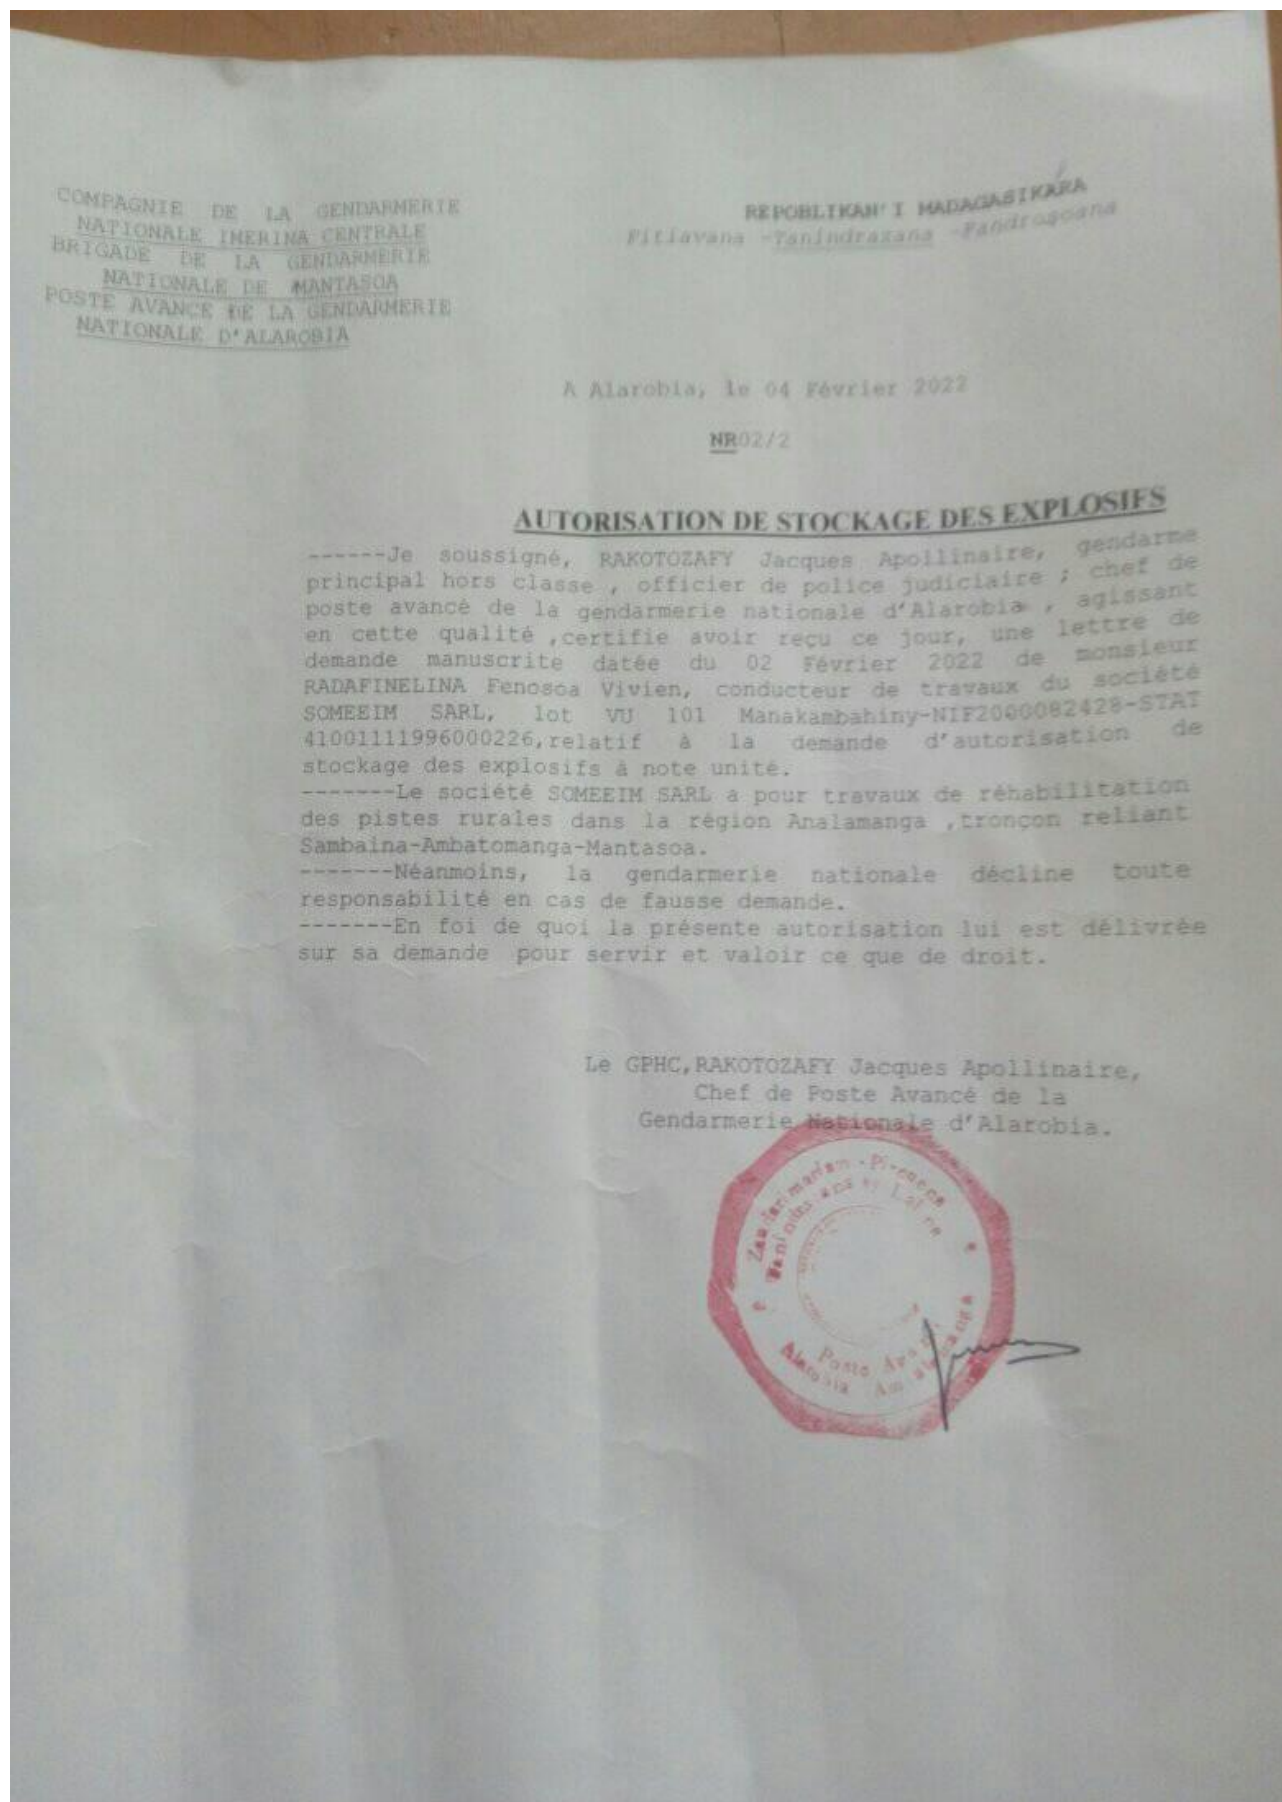 COMPAGNIE DE LA GENDARMERIE
NATIONALE IMERINA CENTRALE
BRIGADE DE LA GENDARMERIE
NATIONALE DE MANTASOA
POSTE AVANCE DE LA GENDARMERIE
NATIONALE D'ALAROBIA
REPOBLIKAN'I MADAGASIKARA
Fitiavana -Tanindrazana -Fandrosoana
A Alarobia, le 04 Février 2022
NR02/2
AUTORISATION DE STOCKAGE DES EXPLOSIFS
------Je soussigné, RAKOTOZAFY Jacques Apollinaire, gendarme
principal hors classe , officier de police judiciaire ; chef de
poste avancé de la gendarmerie nationale d'Alarobia , agissant
en cette qualité ,certifie avoir reçu ce jour, une lettre de
demande manuscrite datée du 02 Février 2022 de monsieur
RADAFINELINA Fenosoa Vivien, conducteur de travaux du société
SOMEEIM SARL, lot VU 101 Manakambahiny-NIF2000082428-STAT
41001111996000226,relatif à la demande d'autorisation de
stockage des explosifs à note unité.
-------Le société SOMEEIM SARL a pour travaux de réhabilitation
des pistes rurales dans la région Analamanga ,tronçon reliant
Sambaina-Ambatomanga-Mantasoa.
-------Néanmoins, la gendarmerie nationale décline toute
responsabilité en cas de fausse demande.
-------En foi de quoi la présente autorisation lui est délivrée
sur sa demande pour servir et valoir ce que de droit.
Le GPHC,RAKOTOZAFY Jacques Apollinaire,
Chef de Poste Avancé de la
Gendarmerie Nationale d'Alarobia.
Poste
Alarobia